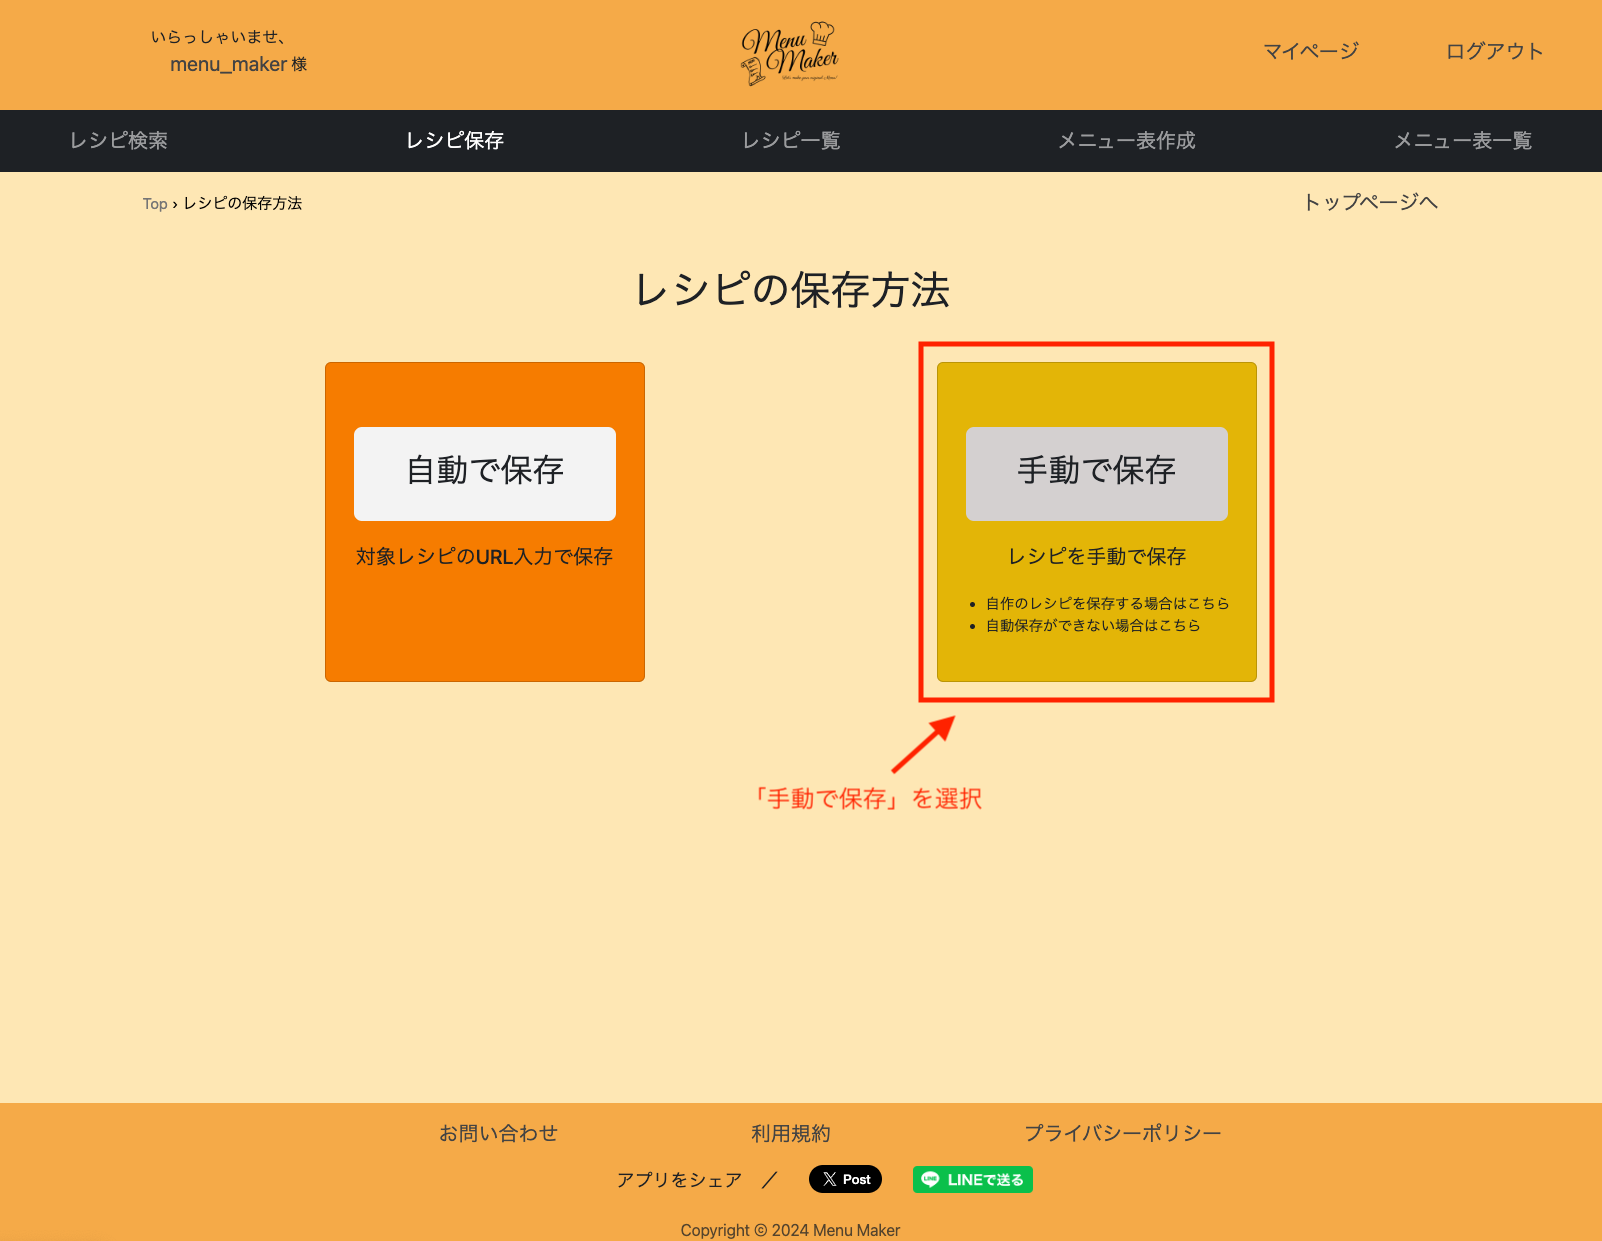 いらっしゃいませ、
menu_maker 様
Menu
Maker
マイページ
ログアウト
レシピ検索
レシピ保存
レシピ一覧
メニュー表作成
メニュー表一覧
Top › レシピの保存方法
トップページへ
レシピの保存方法
自動で保存
対象レシピのURL入力で保存
手動で保存
レシピを手動で保存
• 自作のレシピを保存する場合はこちら
• 自動保存ができない場合はこちら
「手動で保存」を選択
お問い合わせ
利用規約
プライバシーポリシー
アプリをシェア ／
X Post
LINE LINEで送る
Copyright © 2024 Menu Maker